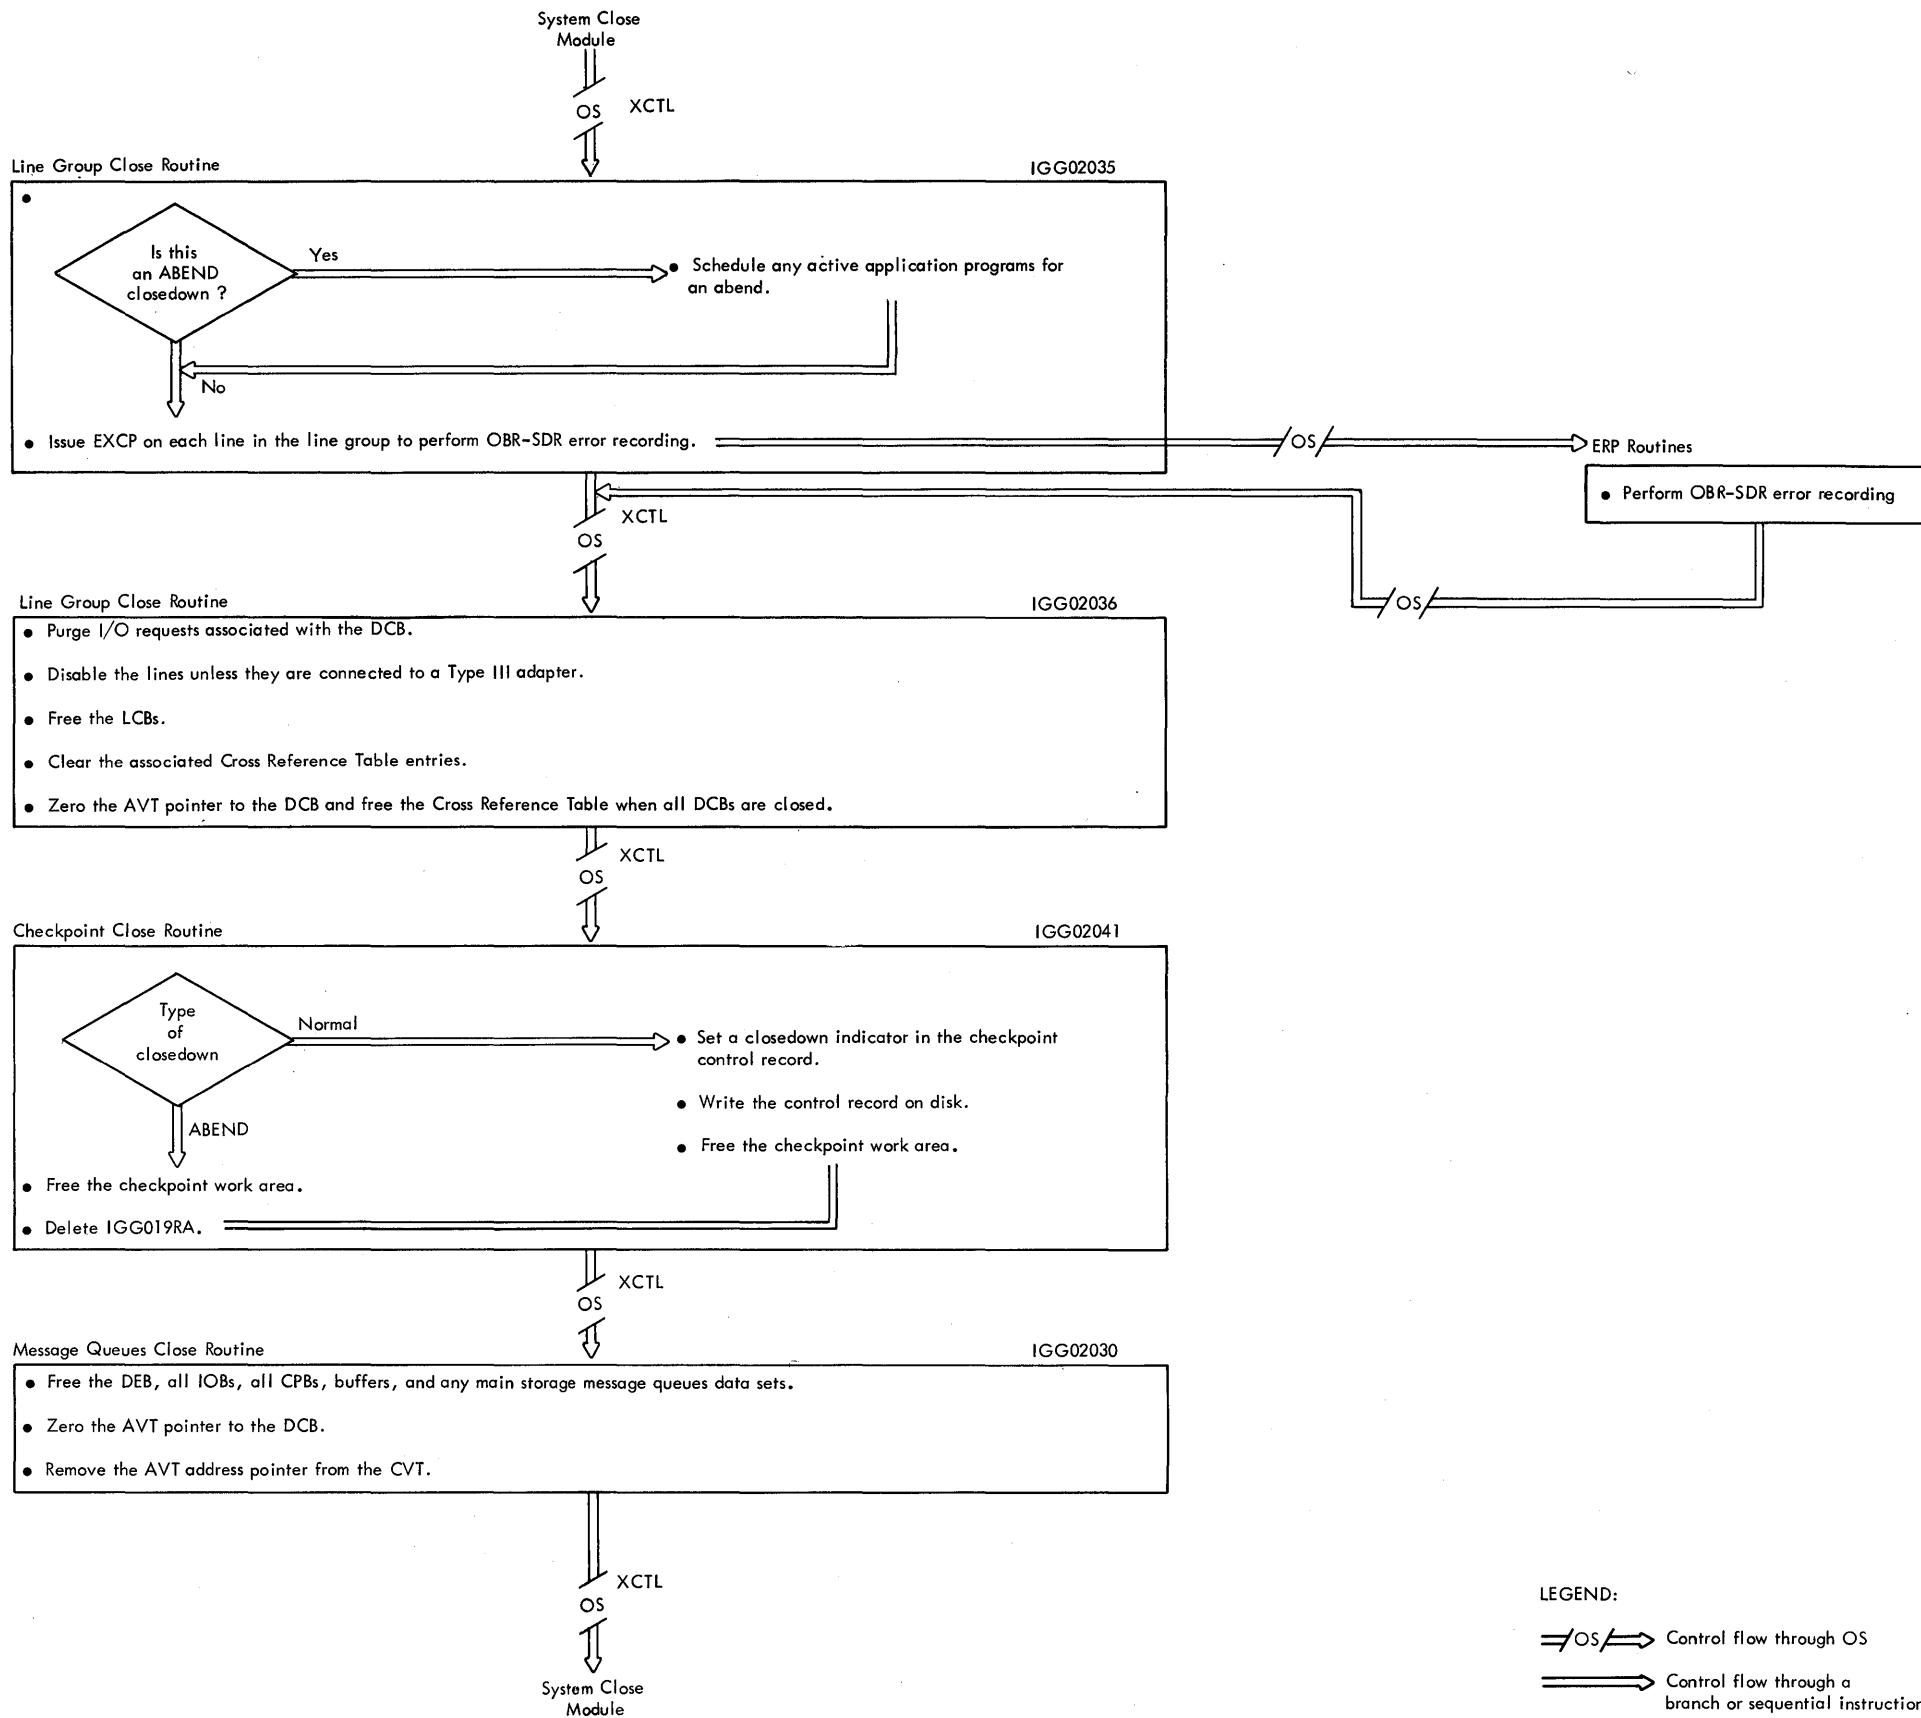 System Close
Module
OS XCTL
Line Group Close Routine IGG02035
•
Is this
an ABEND
closedown ?
Yes
• Schedule any active application programs for
an abend.
No
• Issue EXCP on each line in the line group to perform OBR-SDR error recording.
OS
ERP Routines
• Perform OBR-SDR error recording
XCTL
OS
OS
Line Group Close Routine IGG02036
• Purge I/O requests associated with the DCB.
• Disable the lines unless they are connected to a Type III adapter.
• Free the LCBs.
• Clear the associated Cross Reference Table entries.
• Zero the AVT pointer to the DCB and free the Cross Reference Table when all DCBs are closed.
XCTL
OS
Checkpoint Close Routine IGG02041
Type
of
closedown
Normal
• Set a closedown indicator in the checkpoint
control record.
• Write the control record on disk.
• Free the checkpoint work area.
ABEND
• Free the checkpoint work area.
• Delete IGG019RA.
XCTL
OS
Message Queues Close Routine IGG02030
• Free the DEB, all IOBs, all CPBs, buffers, and any main storage message queues data sets.
• Zero the AVT pointer to the DCB.
• Remove the AVT address pointer from the CVT.
XCTL
OS
System Close
Module
LEGEND:
OS Control flow through OS
Control flow through a
branch or sequential instruction